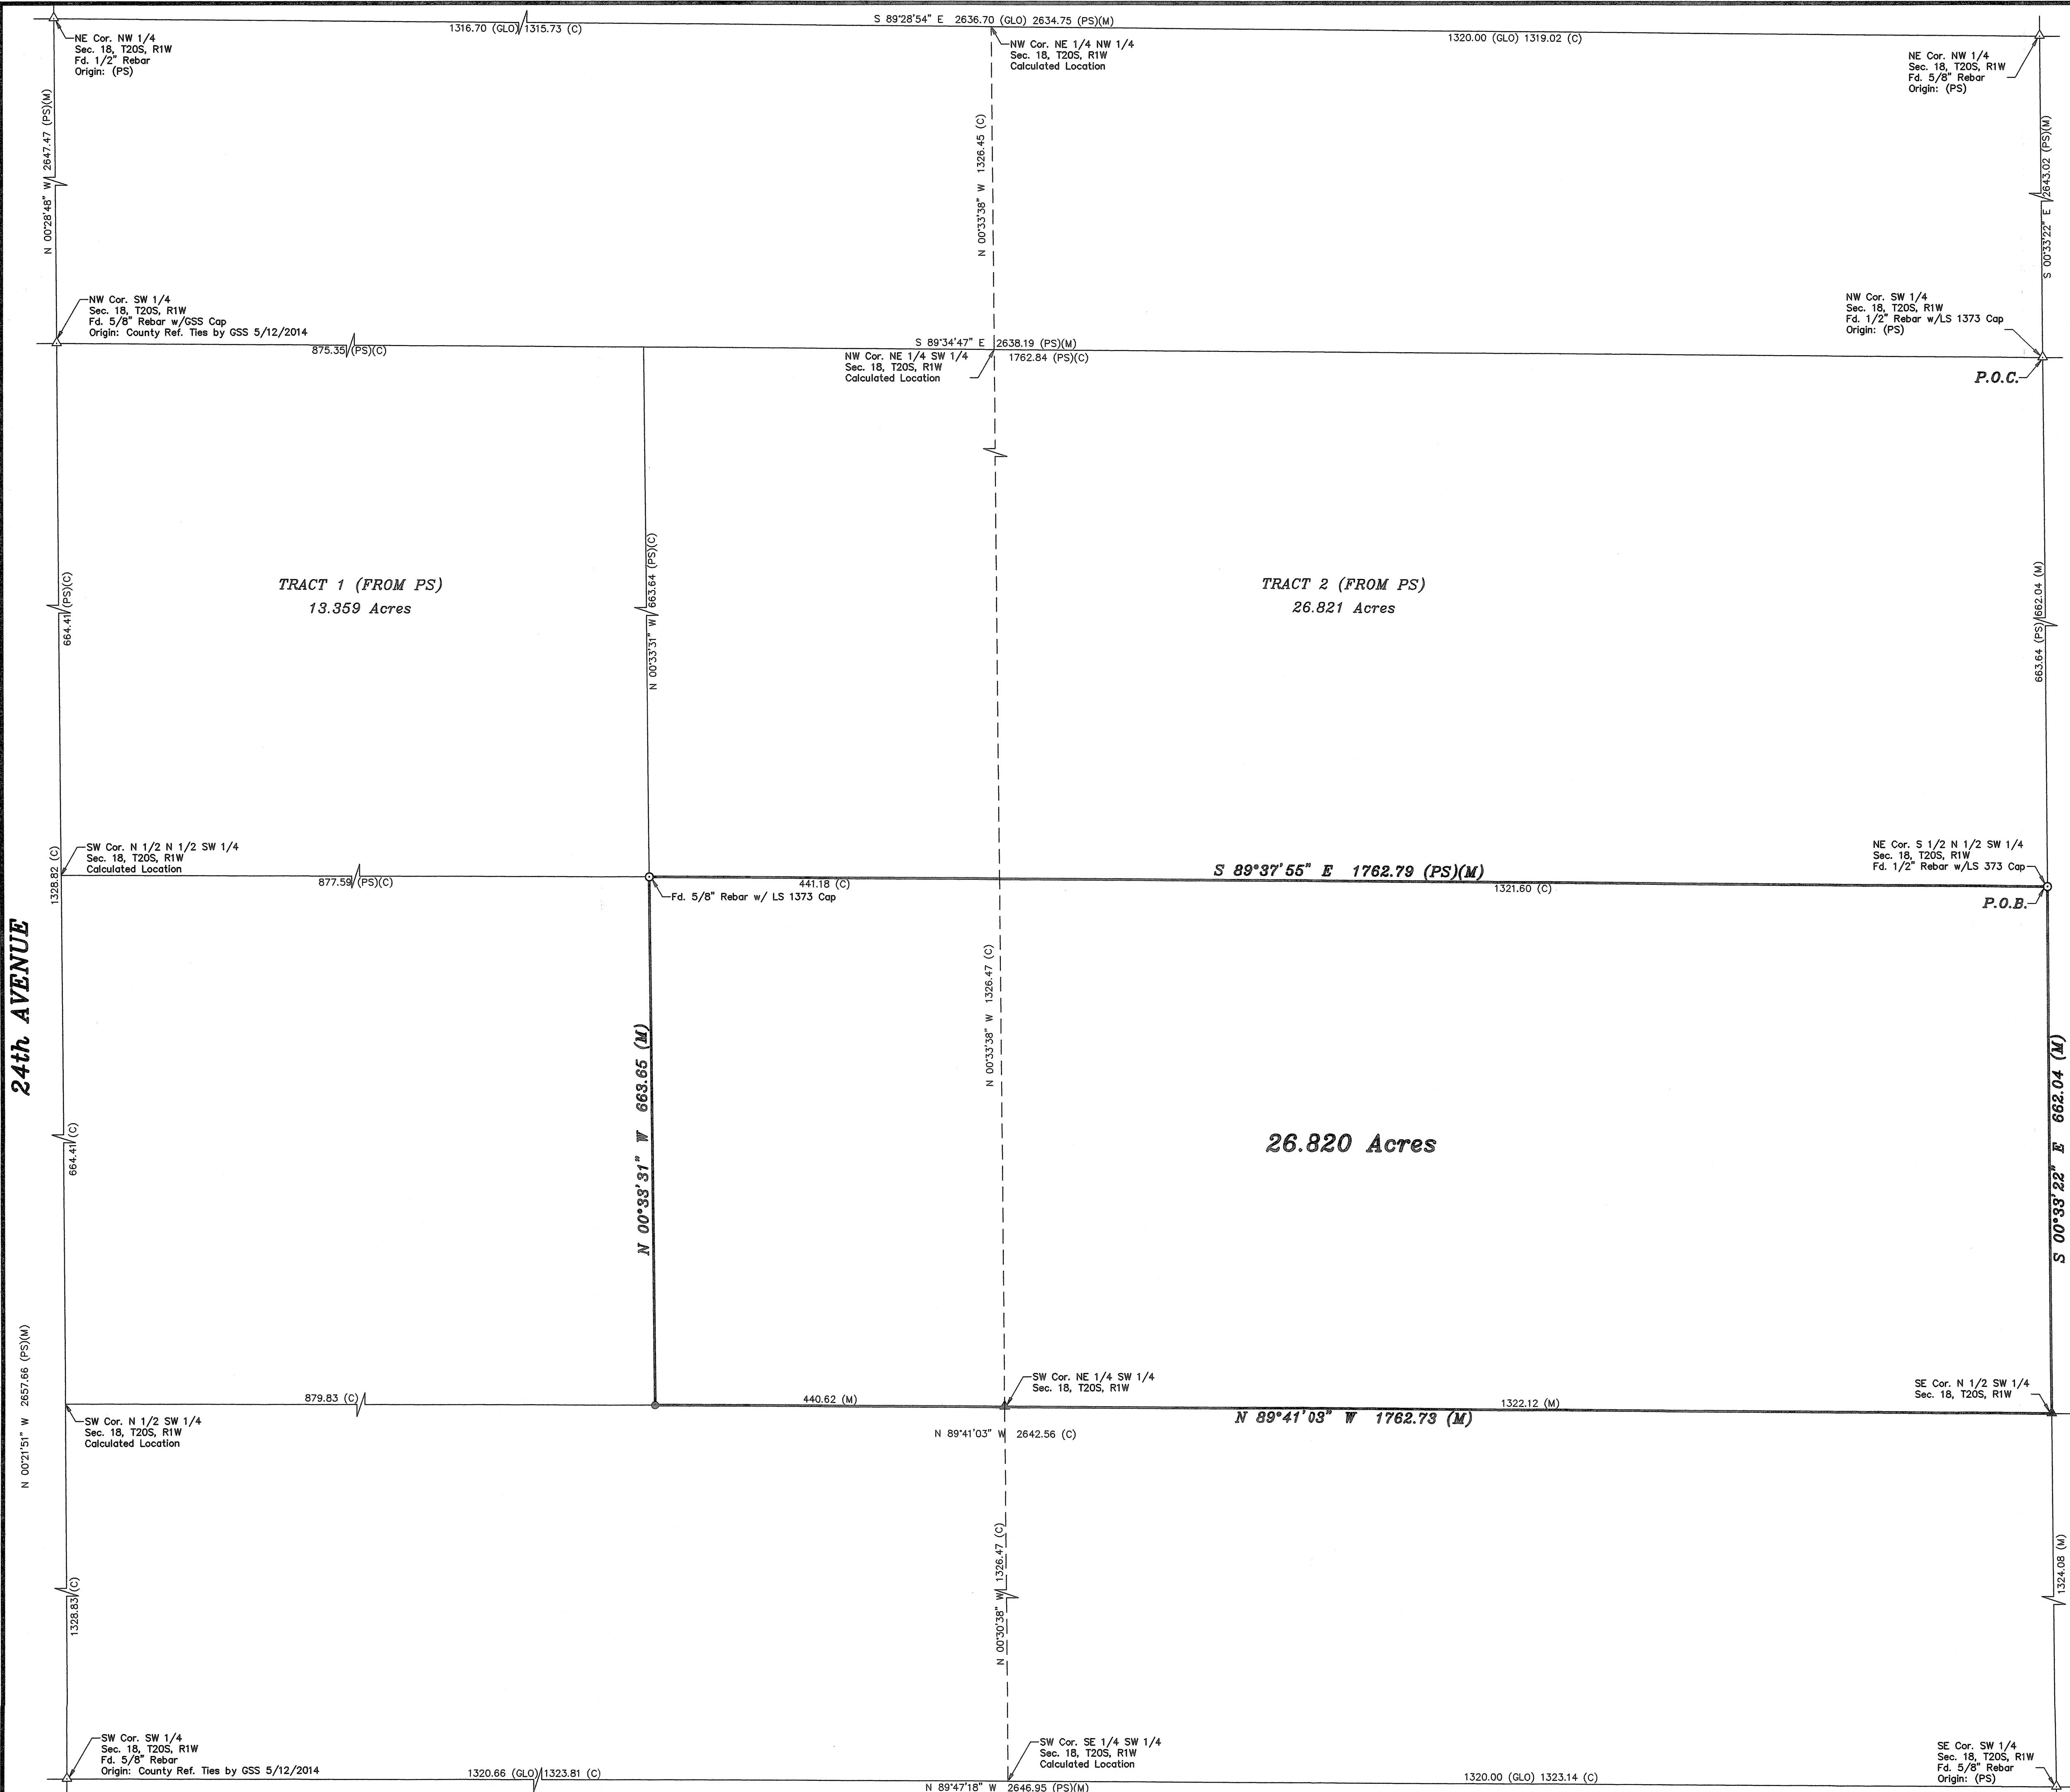 S 89°28'54" E 2636.70 (GLO) 2634.75 (PS)(M)
1316.70 (GLO) 1315.73 (C)
1320.00 (GLO) 1319.02 (C)
NE Cor. NW 1/4
Sec. 18, T20S, R1W
Fd. 1/2" Rebar
Origin: (PS)
NW Cor. NE 1/4 NW 1/4
Sec. 18, T20S, R1W
Calculated Location
NE Cor. NW 1/4
Sec. 18, T20S, R1W
Fd. 5/8" Rebar
Origin: (PS)
N 00°28'48" W 2647.47 (PS)(M)
N 00°33'38" W 1326.45 (C)
S 00°33'22" E 2643.02 (PS)(M)
NW Cor. SW 1/4
Sec. 18, T20S, R1W
Fd. 5/8" Rebar w/GSS Cap
Origin: County Ref. Ties by GSS 5/12/2014
NW Cor. SW 1/4
Sec. 18, T20S, R1W
Fd. 1/2" Rebar w/LS 1373 Cap
Origin: (PS)
875.35 (PS)(C)
S 89°34'47" E 2638.19 (PS)(M)
1762.84 (PS)(C)
NW Cor. NE 1/4 SW 1/4
Sec. 18, T20S, R1W
Calculated Location
P.O.C.
664.41 (PS)(C)
TRACT 1 (FROM PS)
13.359 Acres
N 00°33'31" W 663.64 (PS)(C)
TRACT 2 (FROM PS)
26.821 Acres
663.64 (PS) 662.04 (M)
SW Cor. N 1/2 N 1/2 SW 1/4
Sec. 18, T20S, R1W
Calculated Location
1328.82 (C)
877.59 (PS)(C)
Fd. 5/8" Rebar w/ LS 1373 Cap
441.18 (C)
S 89°37'55" E 1762.79 (PS)(M)
1321.60 (C)
NE Cor. S 1/2 N 1/2 SW 1/4
Sec. 18, T20S, R1W
Fd. 1/2" Rebar w/LS 373 Cap
P.O.B.
24th AVENUE
664.41 (C)
N 00°33'31" W 663.65 (M)
N 00°33'38" W 1326.47 (C)
26.820 Acres
S 00°33'22" E 662.04 (M)
N 00°21'51" W 2657.66 (PS)(M)
879.83 (C)
440.62 (M)
SW Cor. NE 1/4 SW 1/4
Sec. 18, T20S, R1W
1322.12 (M)
SE Cor. N 1/2 SW 1/4
Sec. 18, T20S, R1W
N 89°41'03" W 1762.73 (M)
SW Cor. N 1/2 SW 1/4
Sec. 18, T20S, R1W
Calculated Location
N 89°41'03" W 2642.56 (C)
1328.83 (C)
N 00°30'38" W 1326.47 (C)
1324.08 (M)
SW Cor. SW 1/4
Sec. 18, T20S, R1W
Fd. 5/8" Rebar
Origin: County Ref. Ties by GSS 5/12/2014
SW Cor. SE 1/4 SW 1/4
Sec. 18, T20S, R1W
Calculated Location
SE Cor. SW 1/4
Sec. 18, T20S, R1W
Fd. 5/8" Rebar
Origin: (PS)
1320.66 (GLO) 1323.81 (C)
1320.00 (GLO) 1323.14 (C)
N 89°47'18" W 2646.95 (PS)(M)